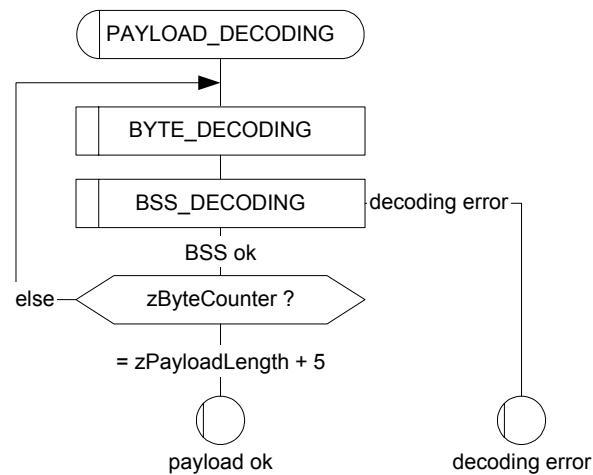 PAYLOAD_DECODING
BYTE_DECODING
BSS_DECODING
decoding error
BSS ok
else
zByteCounter ?
= zPayloadLength + 5
payload ok
decoding error